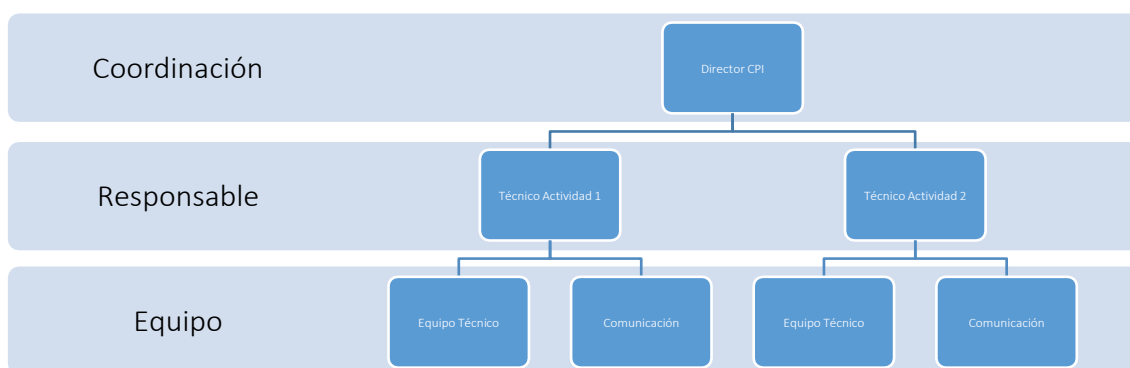 Coordinación
Director CPI
Responsable
Técnico Actividad 1
Técnico Actividad 2
Equipo
Equipo Técnico
Comunicación
Equipo Técnico
Comunicación